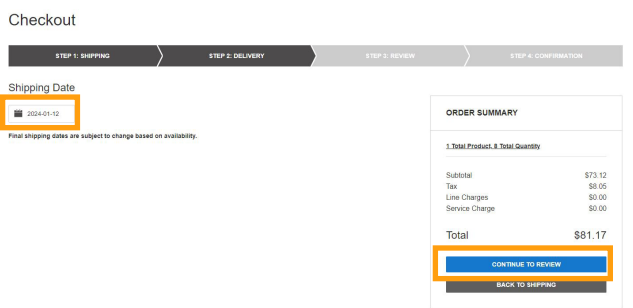 Checkout
STEP 1: SHIPPING
STEP 2: DELIVERY
STEP 3: REVIEW
STEP 4: CONFIRMATION
Shipping Date
2024-01-12
Final shipping dates are subject to change based on availability.
ORDER SUMMARY
1 Total Product, 8 Total Quantity
Subtotal $73.12
Tax $8.05
Line Charges $0.00
Service Charge $0.00
Total $81.17
CONTINUE TO REVIEW
BACK TO SHIPPING